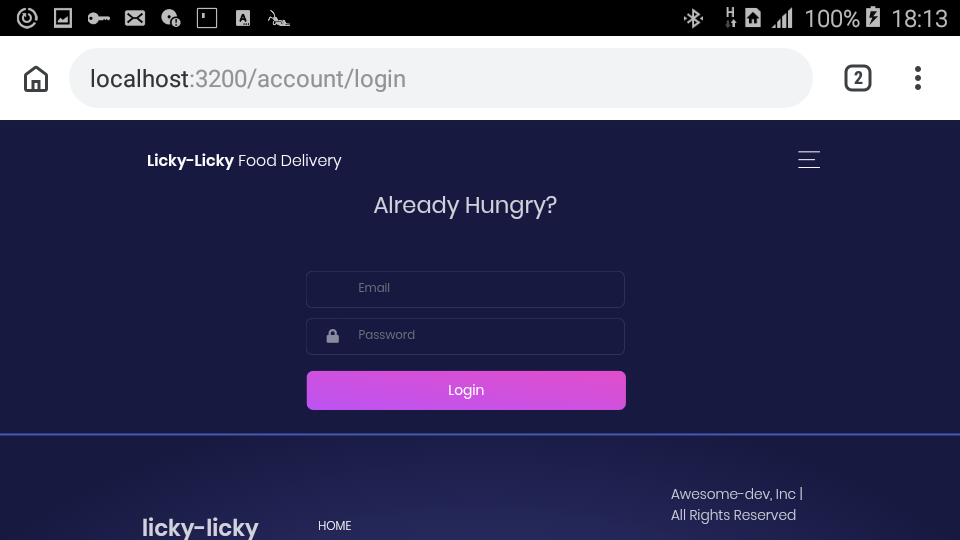 H 100% 18:13
localhost:3200/account/login 2
Licky-Licky Food Delivery
Already Hungry?
Email
Password
Login
Awesome-dev, Inc |
All Rights Reserved
licky-licky
HOME